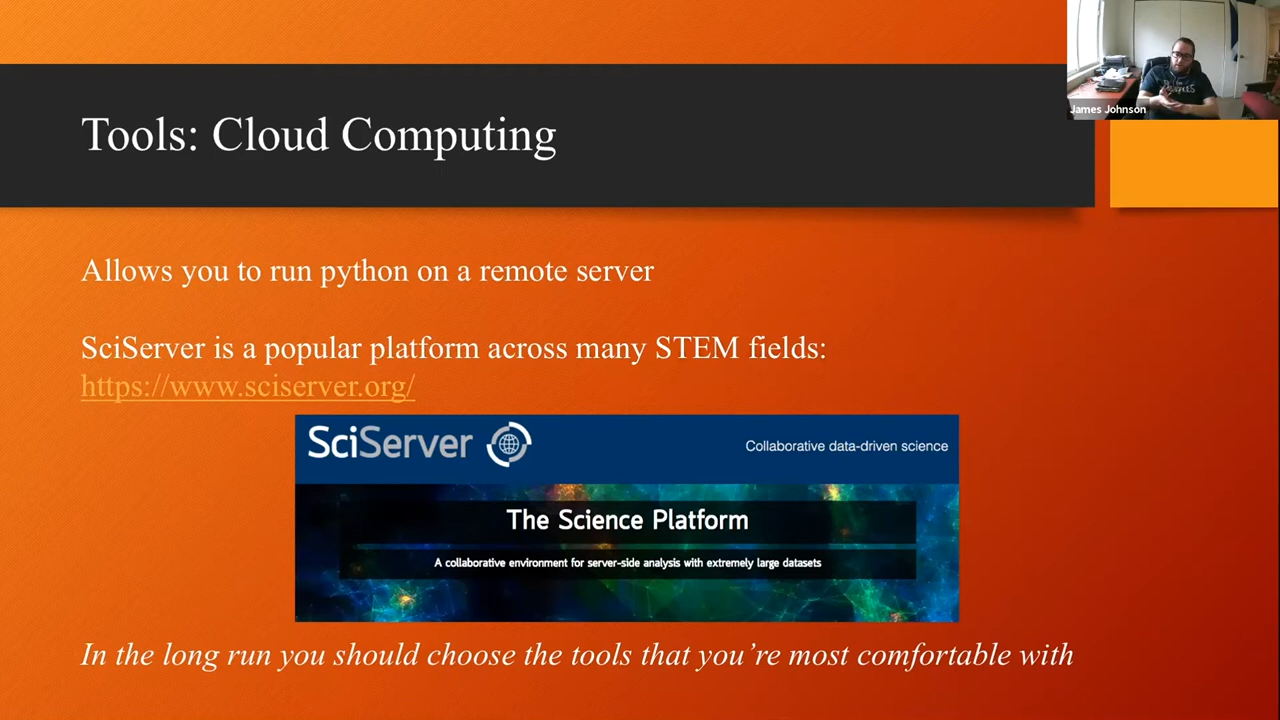 Tools: Cloud Computing
James Johnson
Allows you to run python on a remote server
SciServer is a popular platform across many STEM fields:
https://www.sciserver.org/
SciServer
Collaborative data-driven science
The Science Platform
A collaborative environment for server-side analysis with extremely large datasets
In the long run you should choose the tools that you’re most comfortable with